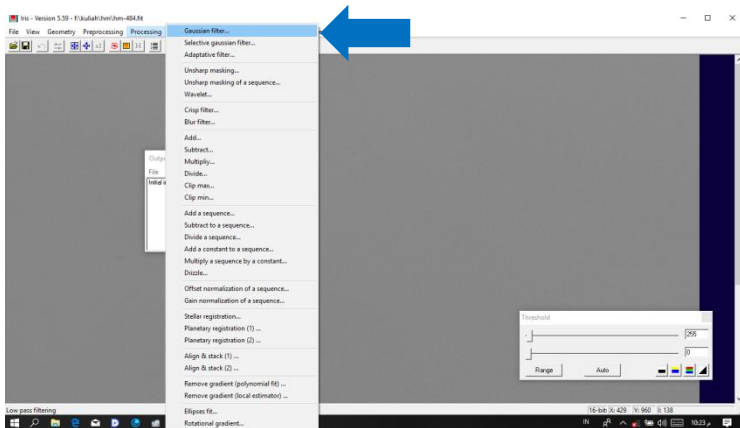 Iris - Version 5.59 - f:\kuliah\hm\hm-484.fit
File View Geometry Preprocessing Processing
Gaussian filter...
Selective gaussian filter...
Adaptative filter...
Unsharp masking...
Unsharp masking of a sequence...
Wavelet...
Crisp filter...
Blur filter...
Add...
Subtract...
Multipliy...
Divide...
Clip max...
Clip min...
Add a sequence...
Subtract to a sequence...
Divide a sequence...
Add a constant to a sequence...
Multiply a sequence by a constant...
Drizzle...
Offset normalization of a sequence...
Gain normalization of a sequence...
Stellar registration...
Planetary registration (1) ...
Planetary registration (2) ...
Align & stack (1) ...
Align & stack (2) ...
Remove gradient (polynomial fit) ...
Remove gradient (local estimator) ...
Ellipses fit...
Rotational gradient...
Outp
File
Initial i
Threshold
255
0
Range Auto
Low pass filtering
16-bit X: 429 Y: 960 I: 138
IN 10:23